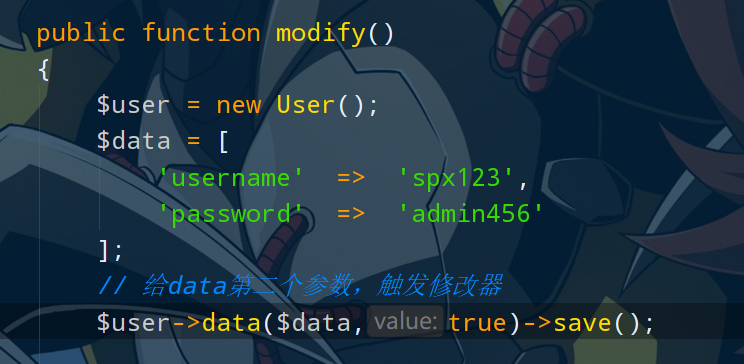 public function modify()
{
    $user = new User();
    $data = [
        'username'  =>  'spx123',
        'password'  =>  'admin456'
    ];
    // 给data第二个参数，触发修改器
    $user->data($data, value: true)->save();